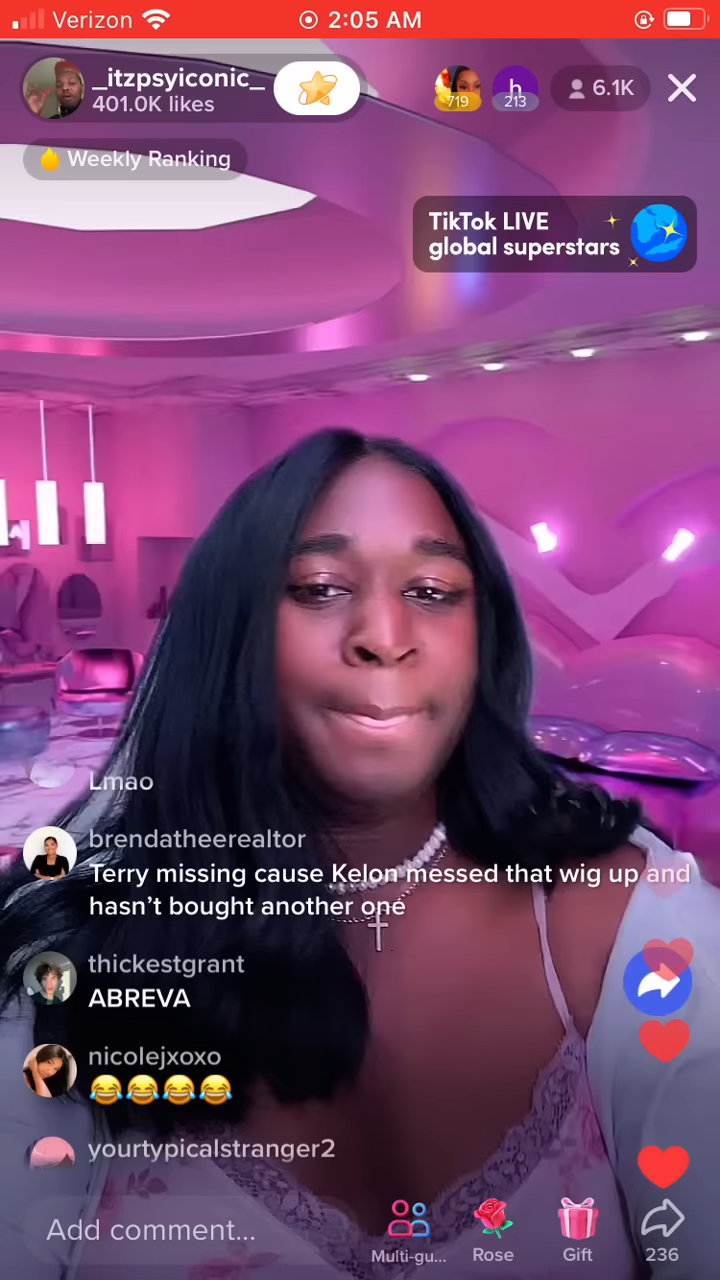 Verizon
2:05 AM
_itzpsyiconic_
401.0K likes
719
h
213
6.1K
Weekly Ranking
TikTok LIVE
global superstars
Lmao
brendatheerealtor
Terry missing cause Kelon messed that wig up and
hasn't bought another one
thickestgrant
ABREVA
nicolejxoxo
😂😂😂😂
yourtypicalstranger2
Add comment...
Multi-gu...
Rose
Gift
236